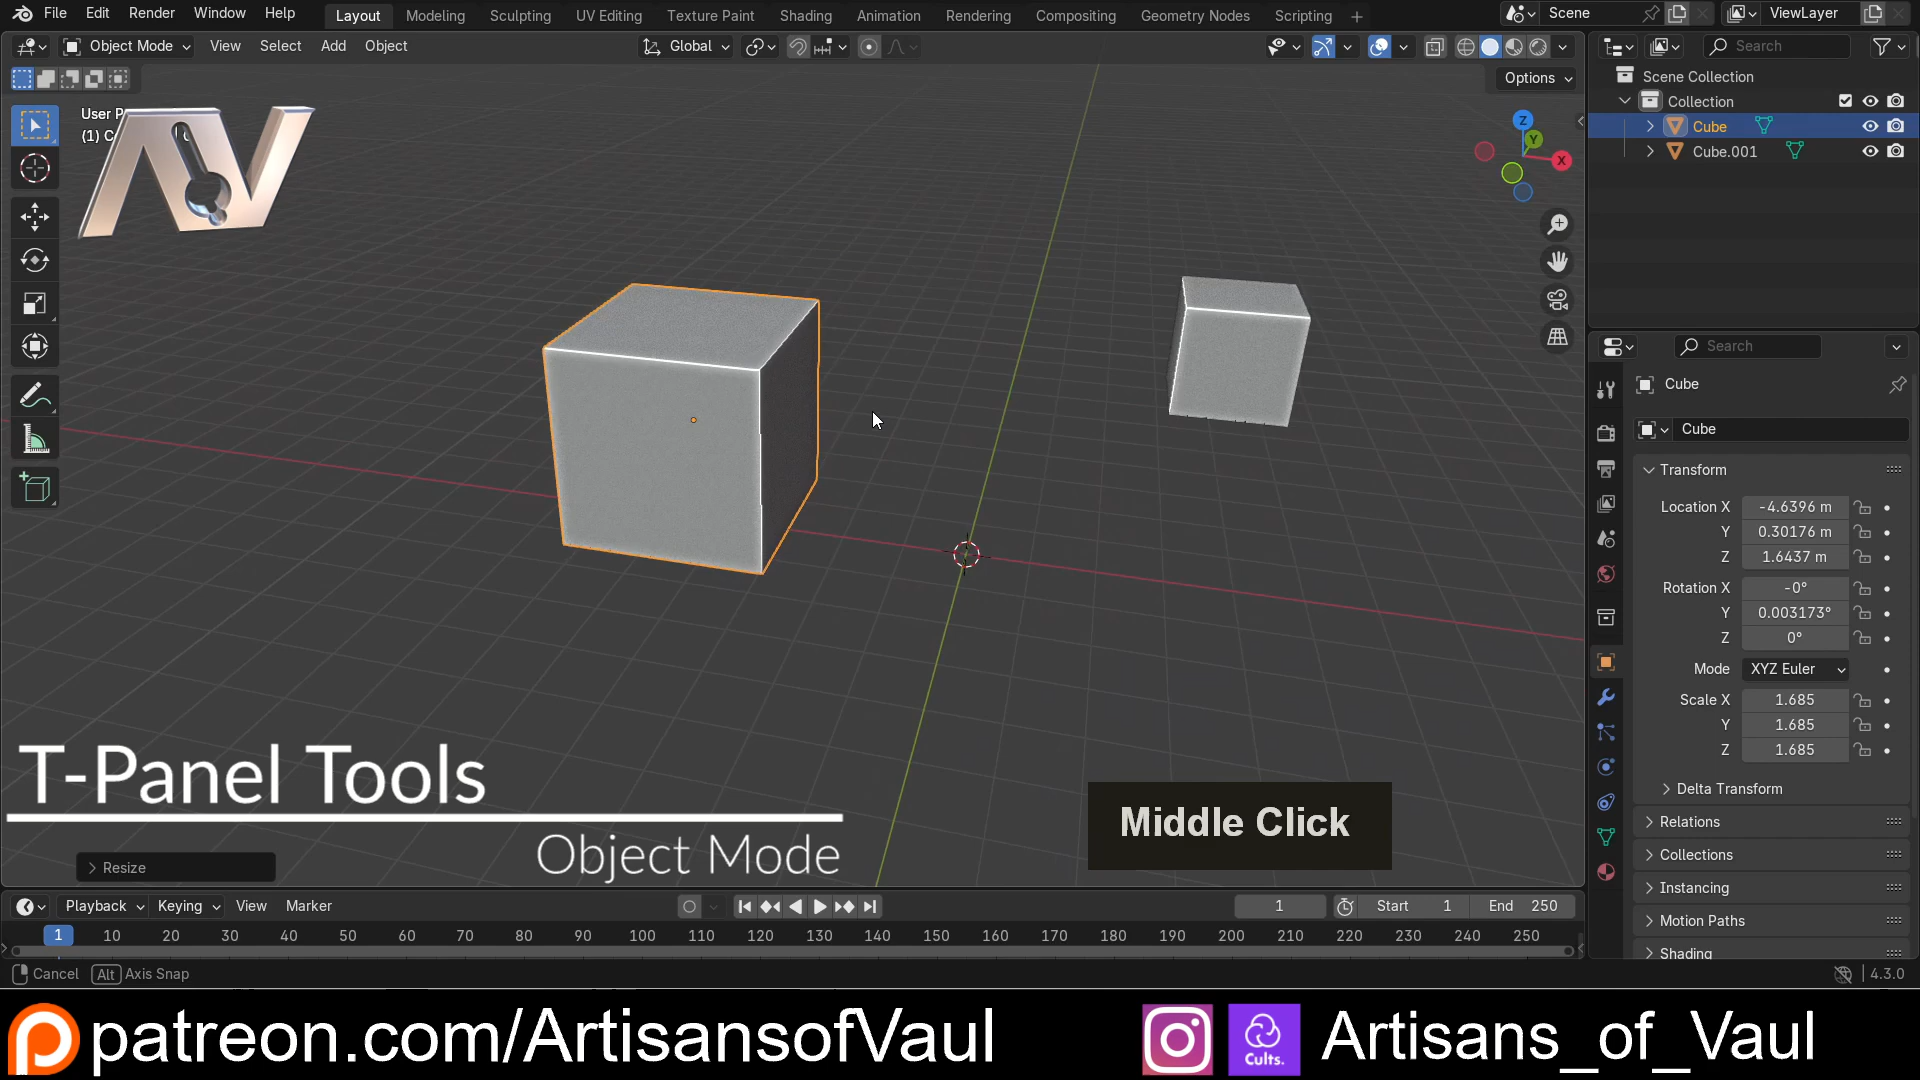 File Edit Render Window Help Layout Modeling Sculpting UV Editing Texture Paint Shading Animation Rendering Compositing Geometry Nodes Scripting + Scene ViewLayer
Object Mode View Select Add Object Global Search
Options
User P
(1) C
Z
Y
X
Scene Collection
Collection
Cube
Cube.001
Search
Cube
Cube
Transform
Location X -4.6396 m
Y 0.30176 m
Z 1.6437 m
Rotation X -0°
Y 0.003173°
Z 0°
Mode XYZ Euler
Scale X 1.685
Y 1.685
Z 1.685
Delta Transform
Relations
Collections
Instancing
Motion Paths
Shading
T-Panel Tools
Object Mode
Middle Click
Resize
Playback Keying View Marker 1 Start 1 End 250
1 10 20 30 40 50 60 70 80 90 100 110 120 130 140 150 160 170 180 190 200 210 220 230 240 250
Cancel Alt Axis Snap 4.3.0
patreon.com/ArtisansofVaul Cults. Artisans_of_Vaul